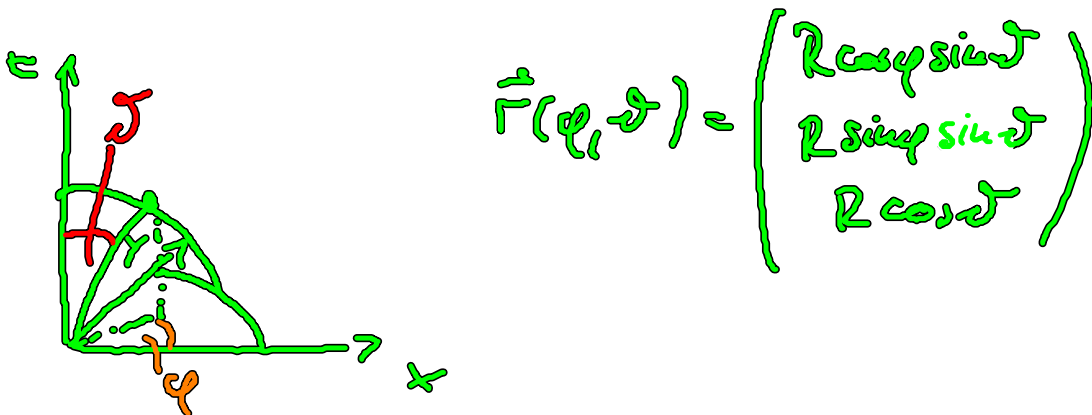 z
ϑ
y
φ
x
r⃗(φ, ϑ) = ( R cosφ sinϑ
R sinφ sinϑ
R cosϑ )